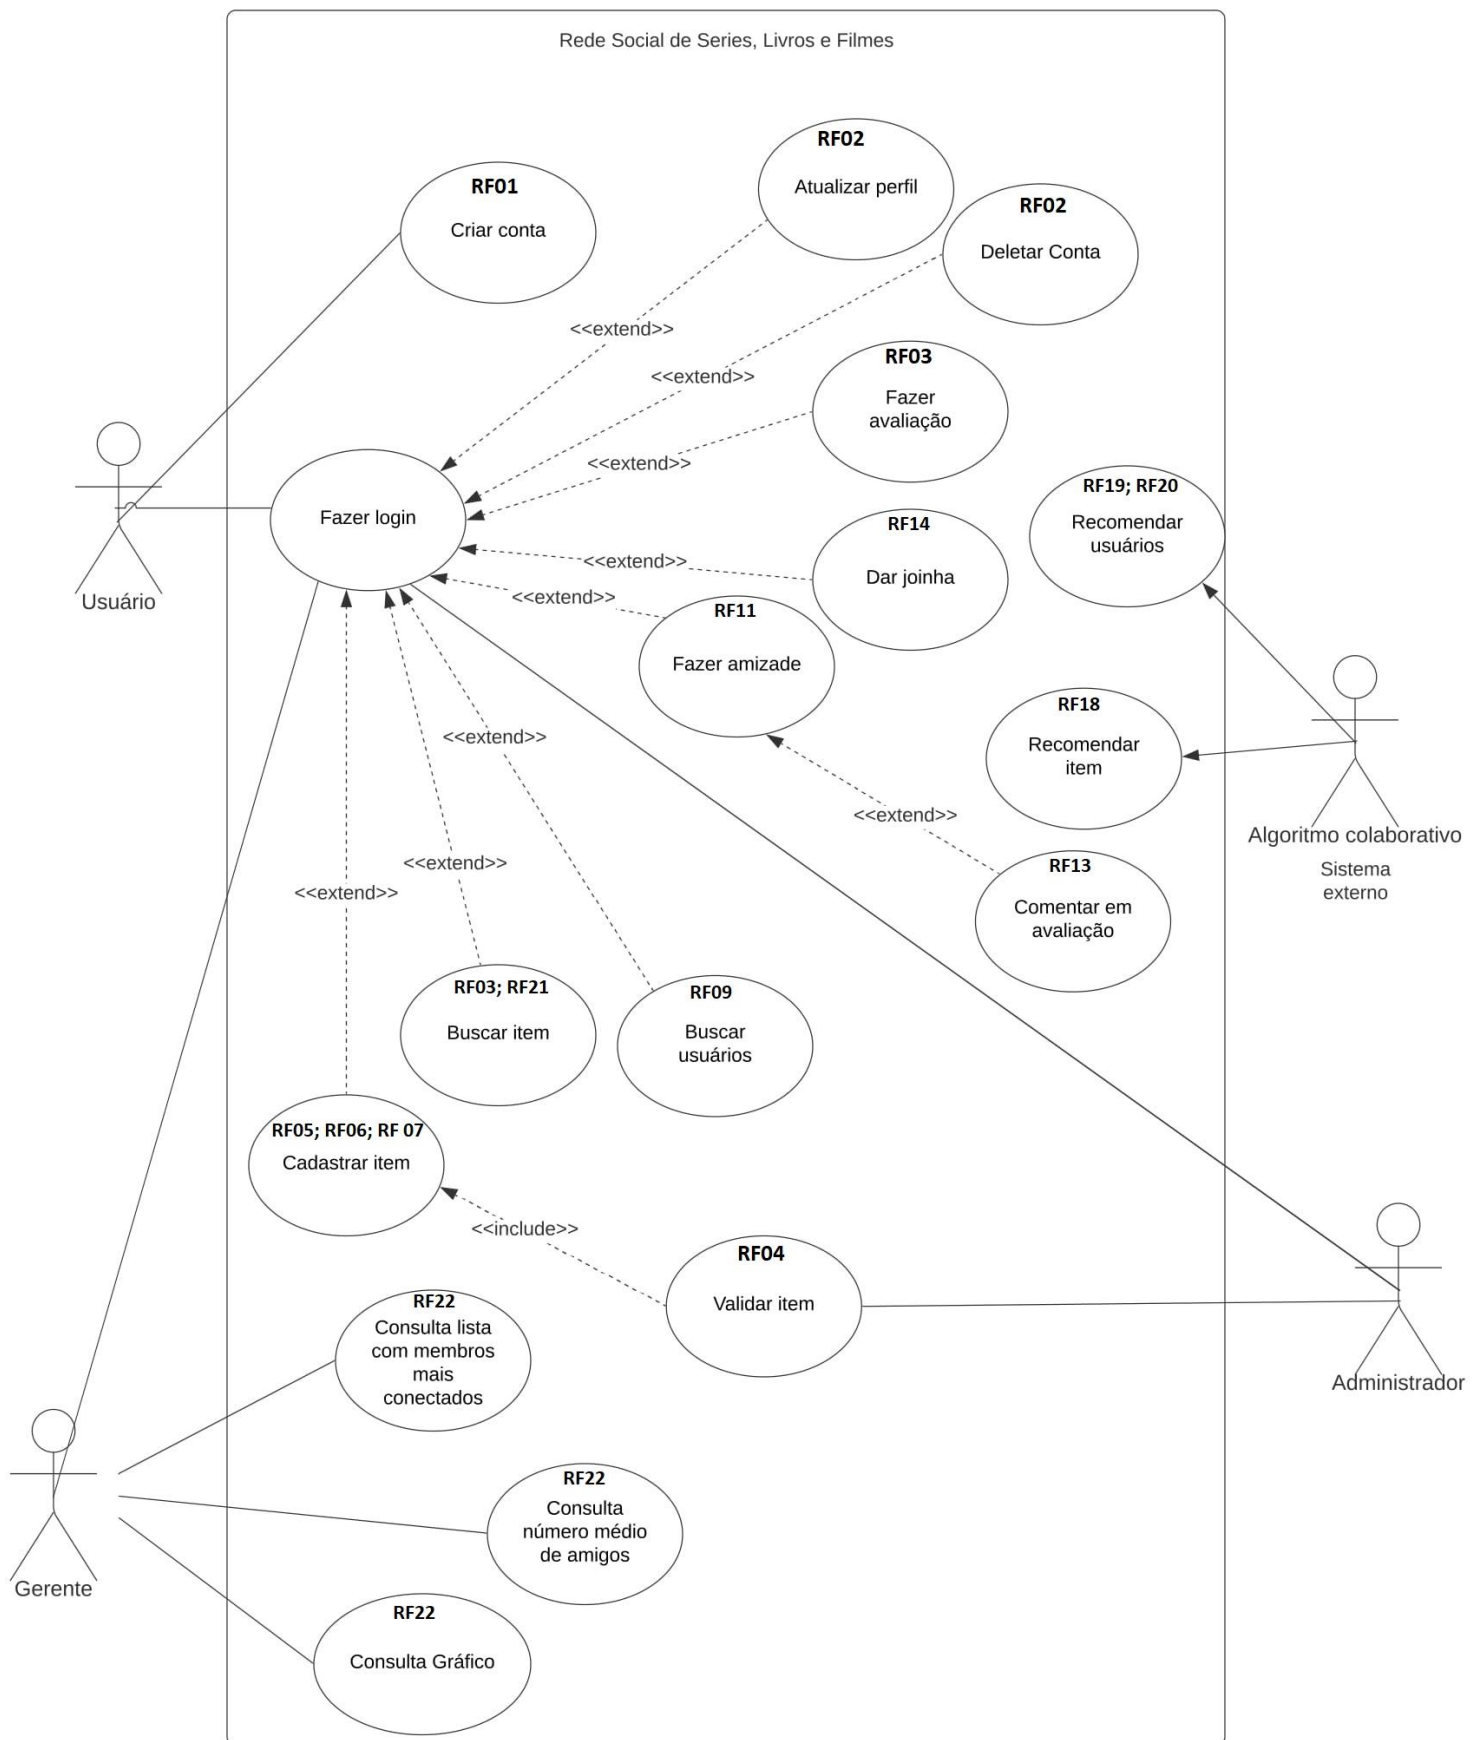 Rede Social de Series, Livros e Filmes
RF02
Atualizar perfil
RF01
Criar conta
RF02
Deletar Conta
<<extend>>
<<extend>>
RF03
Fazer
avaliação
<<extend>>
Fazer login
Usuário
RF19; RF20
Recomendar
usuários
RF14
Dar joinha
<<extend>>
<<extend>>
RF11
Fazer amizade
RF18
Recomendar
item
<<extend>>
<<extend>>
Algoritmo colaborativo
Sistema
externo
RF13
Comentar em
avaliação
<<extend>>
<<extend>>
RF03; RF21
Buscar item
RF09
Buscar
usuários
RF05; RF06; RF 07
Cadastrar item
<<include>>
RF04
Validar item
Administrador
RF22
Consulta lista
com membros
mais
conectados
RF22
Consulta
número médio
de amigos
Gerente
RF22
Consulta Gráfico